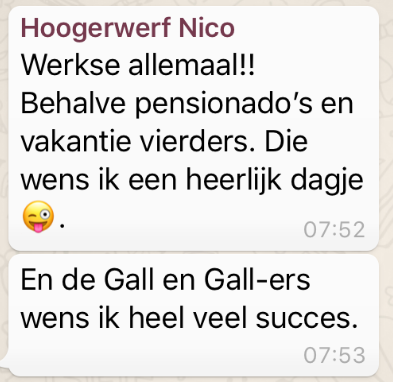 Hoogerwerf Nico
Werkse allemaal!!
Behalve pensionado’s en
vakantie vierders. Die
wens ik een heerlijk dagje
😜.
07:52
En de Gall en Gall-ers
wens ik heel veel succes.
07:53